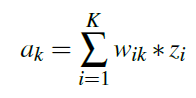 a_k = \sum_{i=1}^{K} w_{ik} * z_i